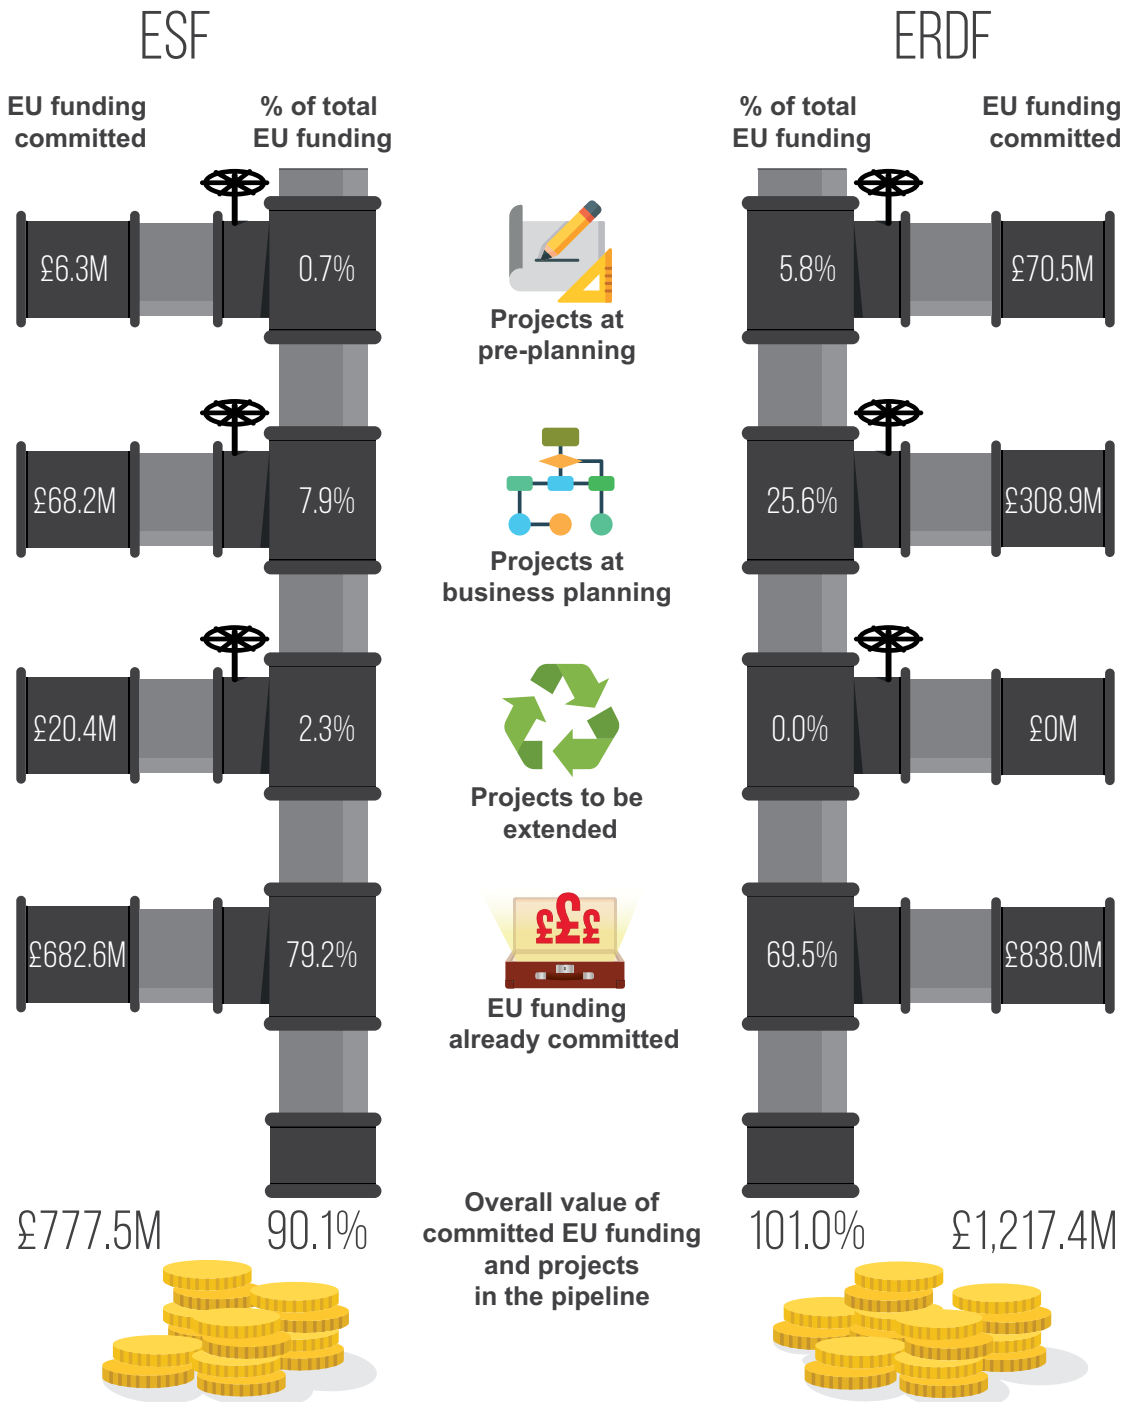 ESF
ERDF
EU funding
committed
% of total
EU funding
% of total
EU funding
EU funding
committed
£6.3M
0.7%
Projects at
pre-planning
5.8%
£70.5M
£68.2M
7.9%
Projects at
business planning
25.6%
£308.9M
£20.4M
2.3%
Projects to be
extended
0.0%
£0M
£682.6M
79.2%
£££
EU funding
already committed
69.5%
£838.0M
£777.5M
90.1%
Overall value of
committed EU funding
and projects
in the pipeline
101.0%
£1,217.4M